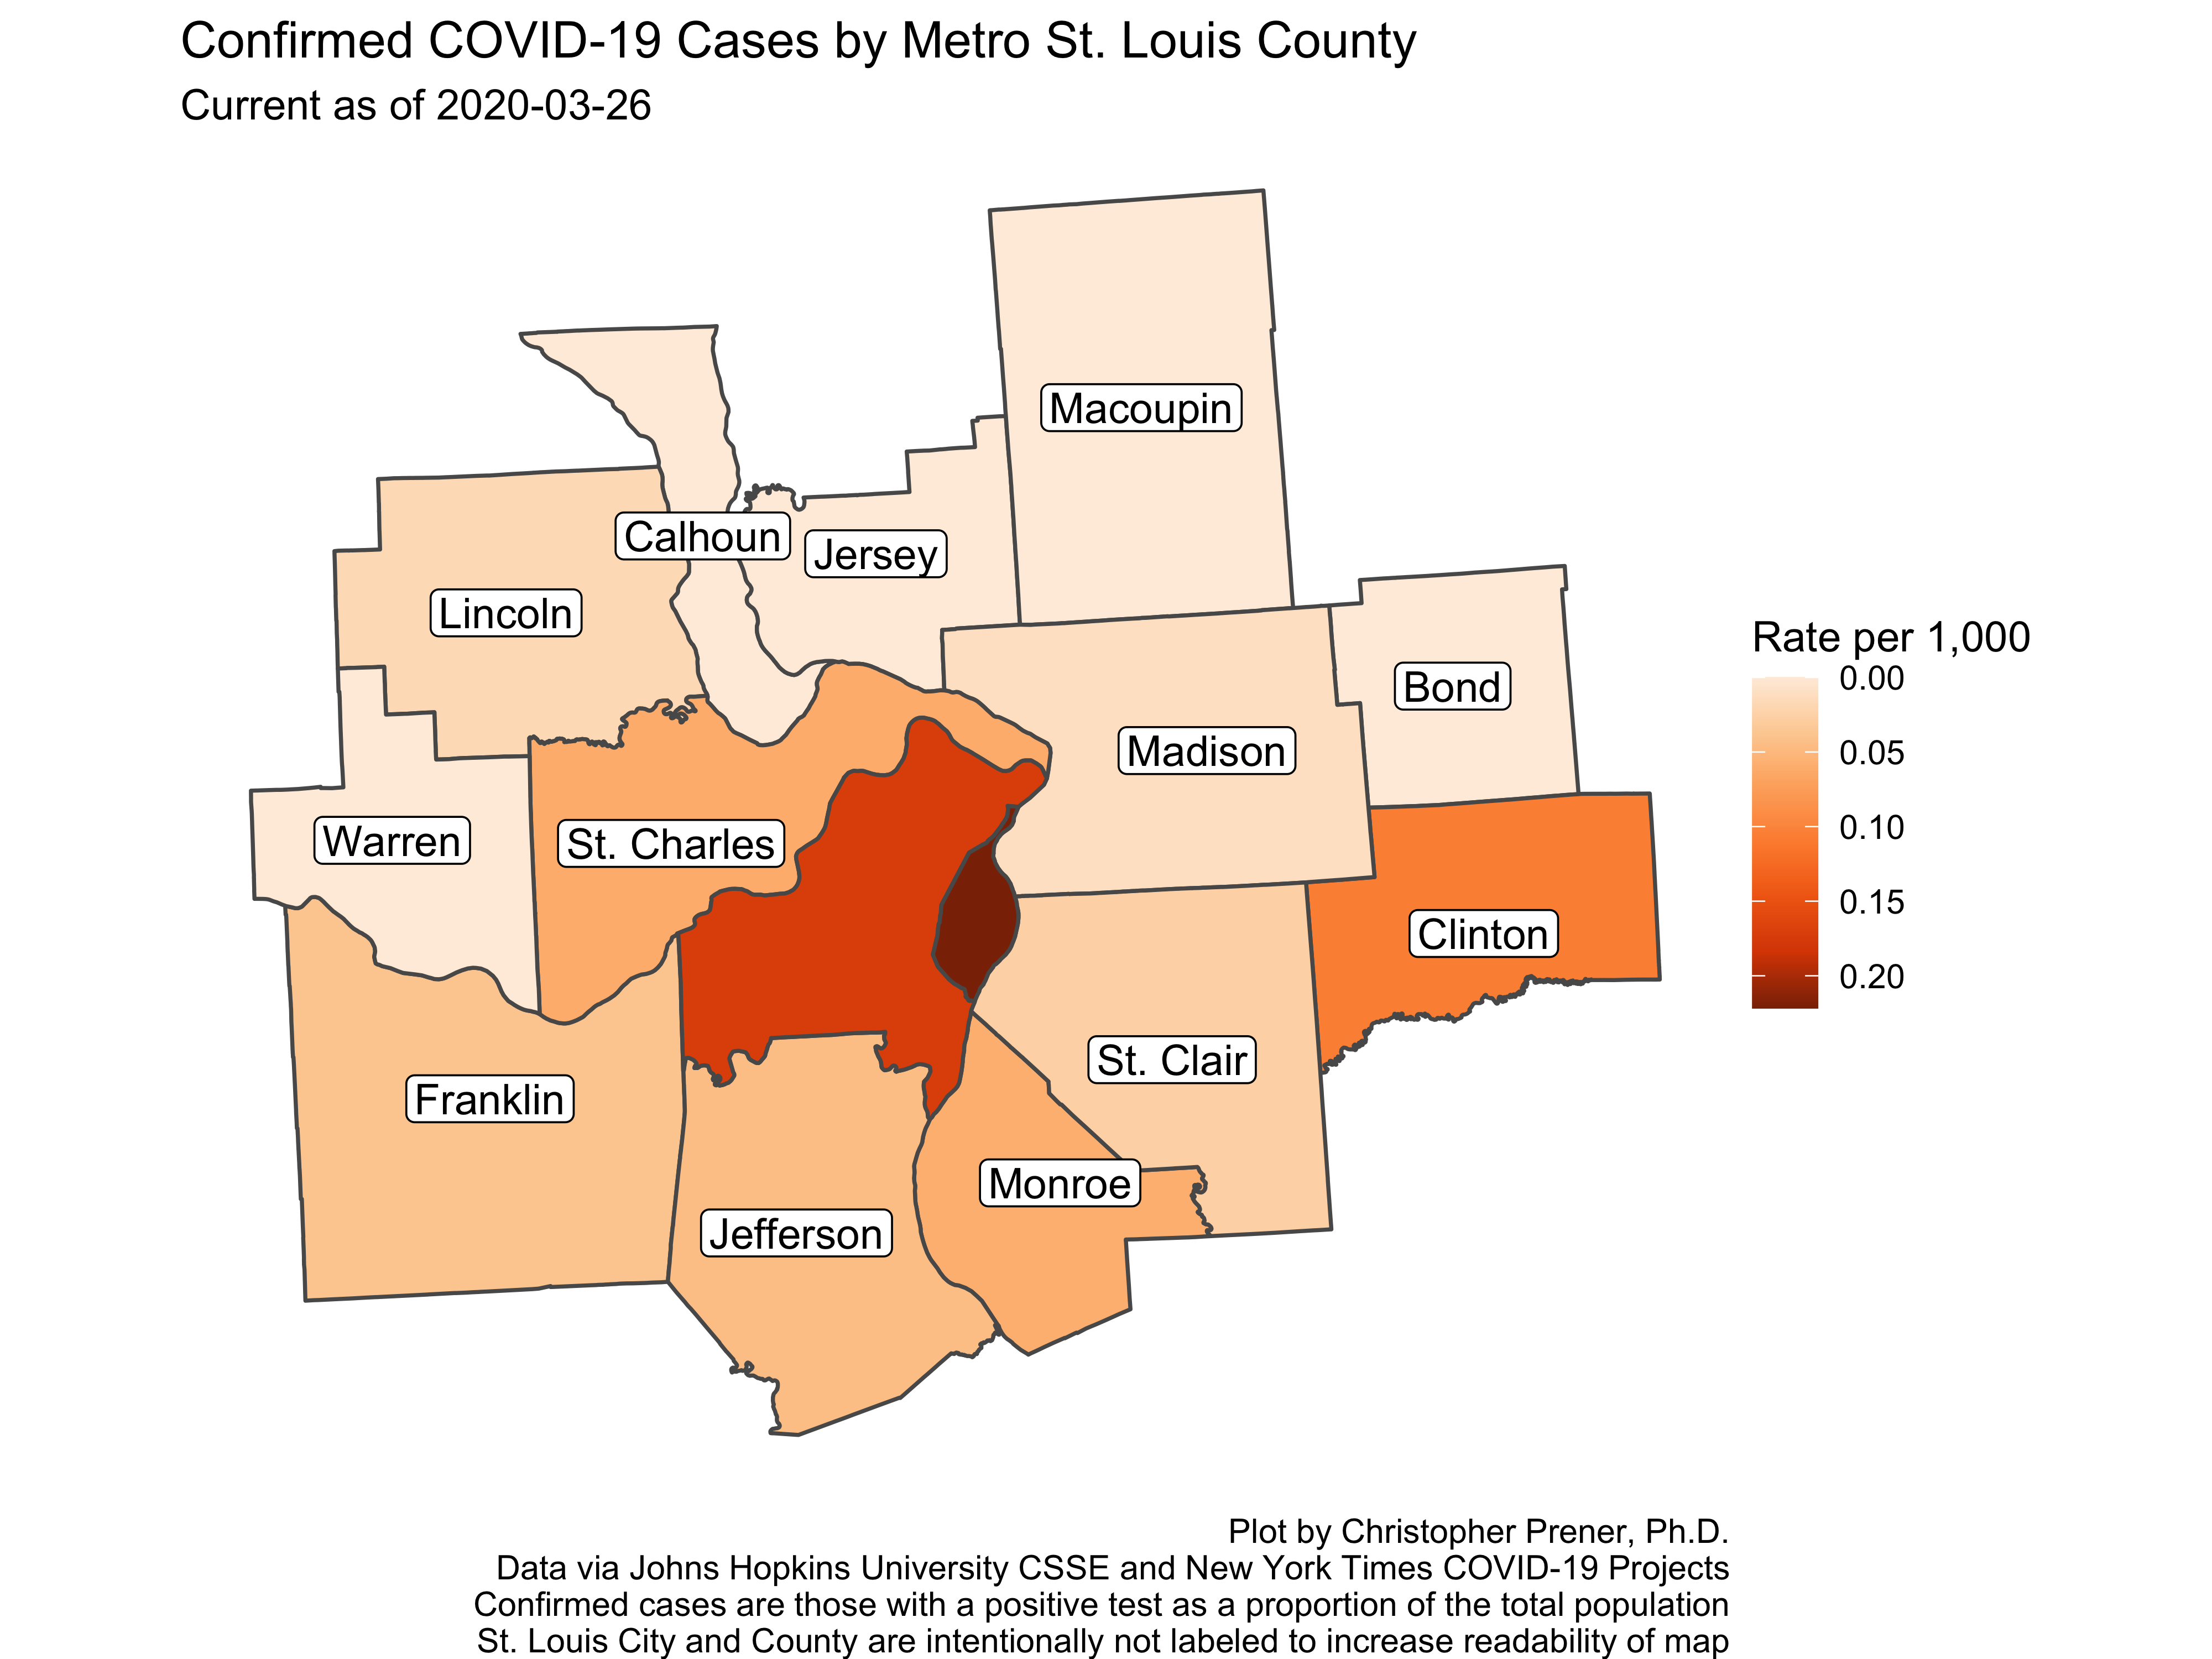 Confirmed COVID-19 Cases by Metro St. Louis County
Current as of 2020-03-26
Macoupin
Calhoun
Jersey
Lincoln
Bond
Madison
Warren
St. Charles
Clinton
St. Clair
Franklin
Monroe
Jefferson
Rate per 1,000
0.00
0.05
0.10
0.15
0.20
Plot by Christopher Prener, Ph.D.
Data via Johns Hopkins University CSSE and New York Times COVID-19 Projects
Confirmed cases are those with a positive test as a proportion of the total population
St. Louis City and County are intentionally not labeled to increase readability of map